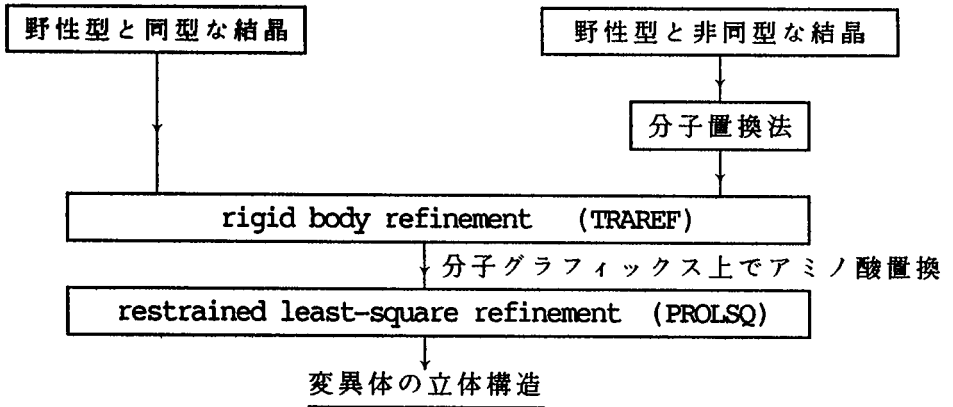 野性型と同型な結晶
野性型と非同型な結晶
分子置換法
rigid body refinement (TRAREF)
分子グラフィックス上でアミノ酸置換
restrained least-square refinement (PROLSQ)
変異体の立体構造